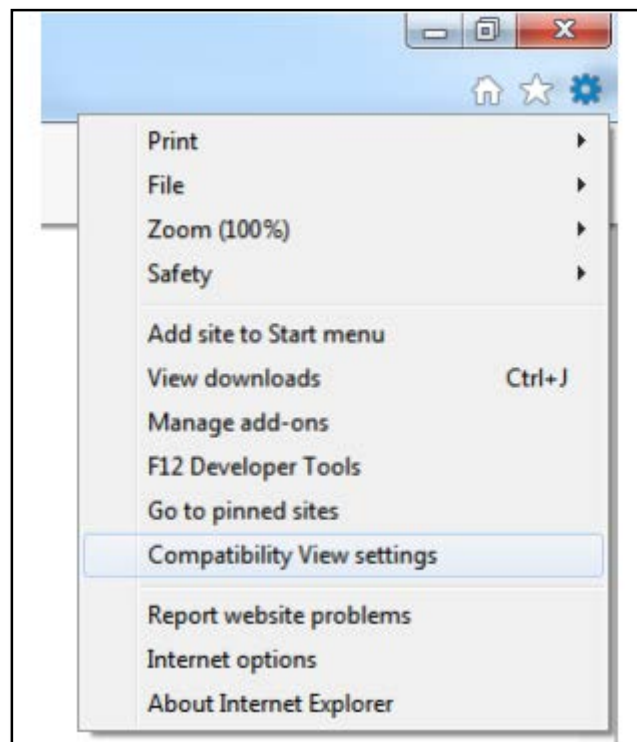 Print
File
Zoom (100%)
Safety
Add site to Start menu
View downloads Ctrl+J
Manage add-ons
F12 Developer Tools
Go to pinned sites
Compatibility View settings
Report website problems
Internet options
About Internet Explorer